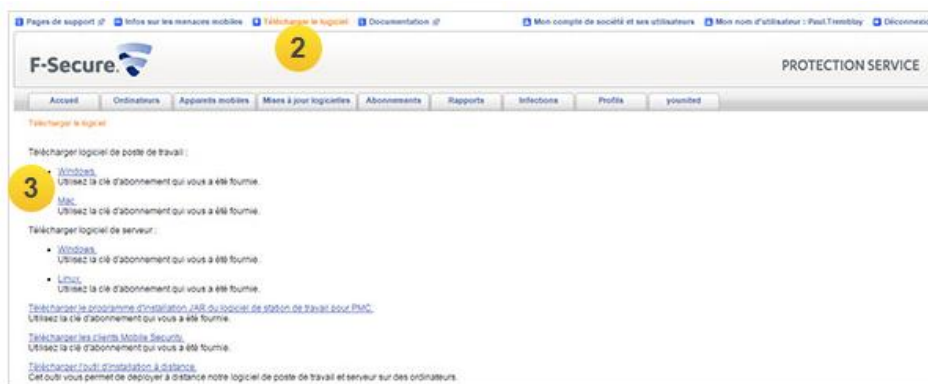 Pages de support Infos sur les menaces mobiles Télécharger le logiciel Documentation Mon compte de société et ses utilisateurs Mon nom d'utilisateur : Paul.Tremblay Déconnexio
2
F-Secure.
PROTECTION SERVICE
Accueil Ordinateurs Appareils mobiles Mises à jour logicielles Abonnements Rapports Infections Profils younited
Télécharger le logiciel
Télécharger logiciel de poste de travail :
Windows
Utilisez la clé d'abonnement qui vous a été fournie.
3
Mac
Utilisez la clé d'abonnement qui vous a été fournie.
Télécharger logiciel de serveur :
Windows
Utilisez la clé d'abonnement qui vous a été fournie.
Linux
Utilisez la clé d'abonnement qui vous a été fournie.
Télécharger le programme d'installation JAR du logiciel de station de travail pour PMC.
Utilisez la clé d'abonnement qui vous a été fournie.
Télécharger les clients Mobile Security.
Utilisez la clé d'abonnement qui vous a été fournie.
Télécharger l'outil d'installation à distance.
Cet outil vous permet de déployer à distance notre logiciel de poste de travail et serveur sur des ordinateurs.